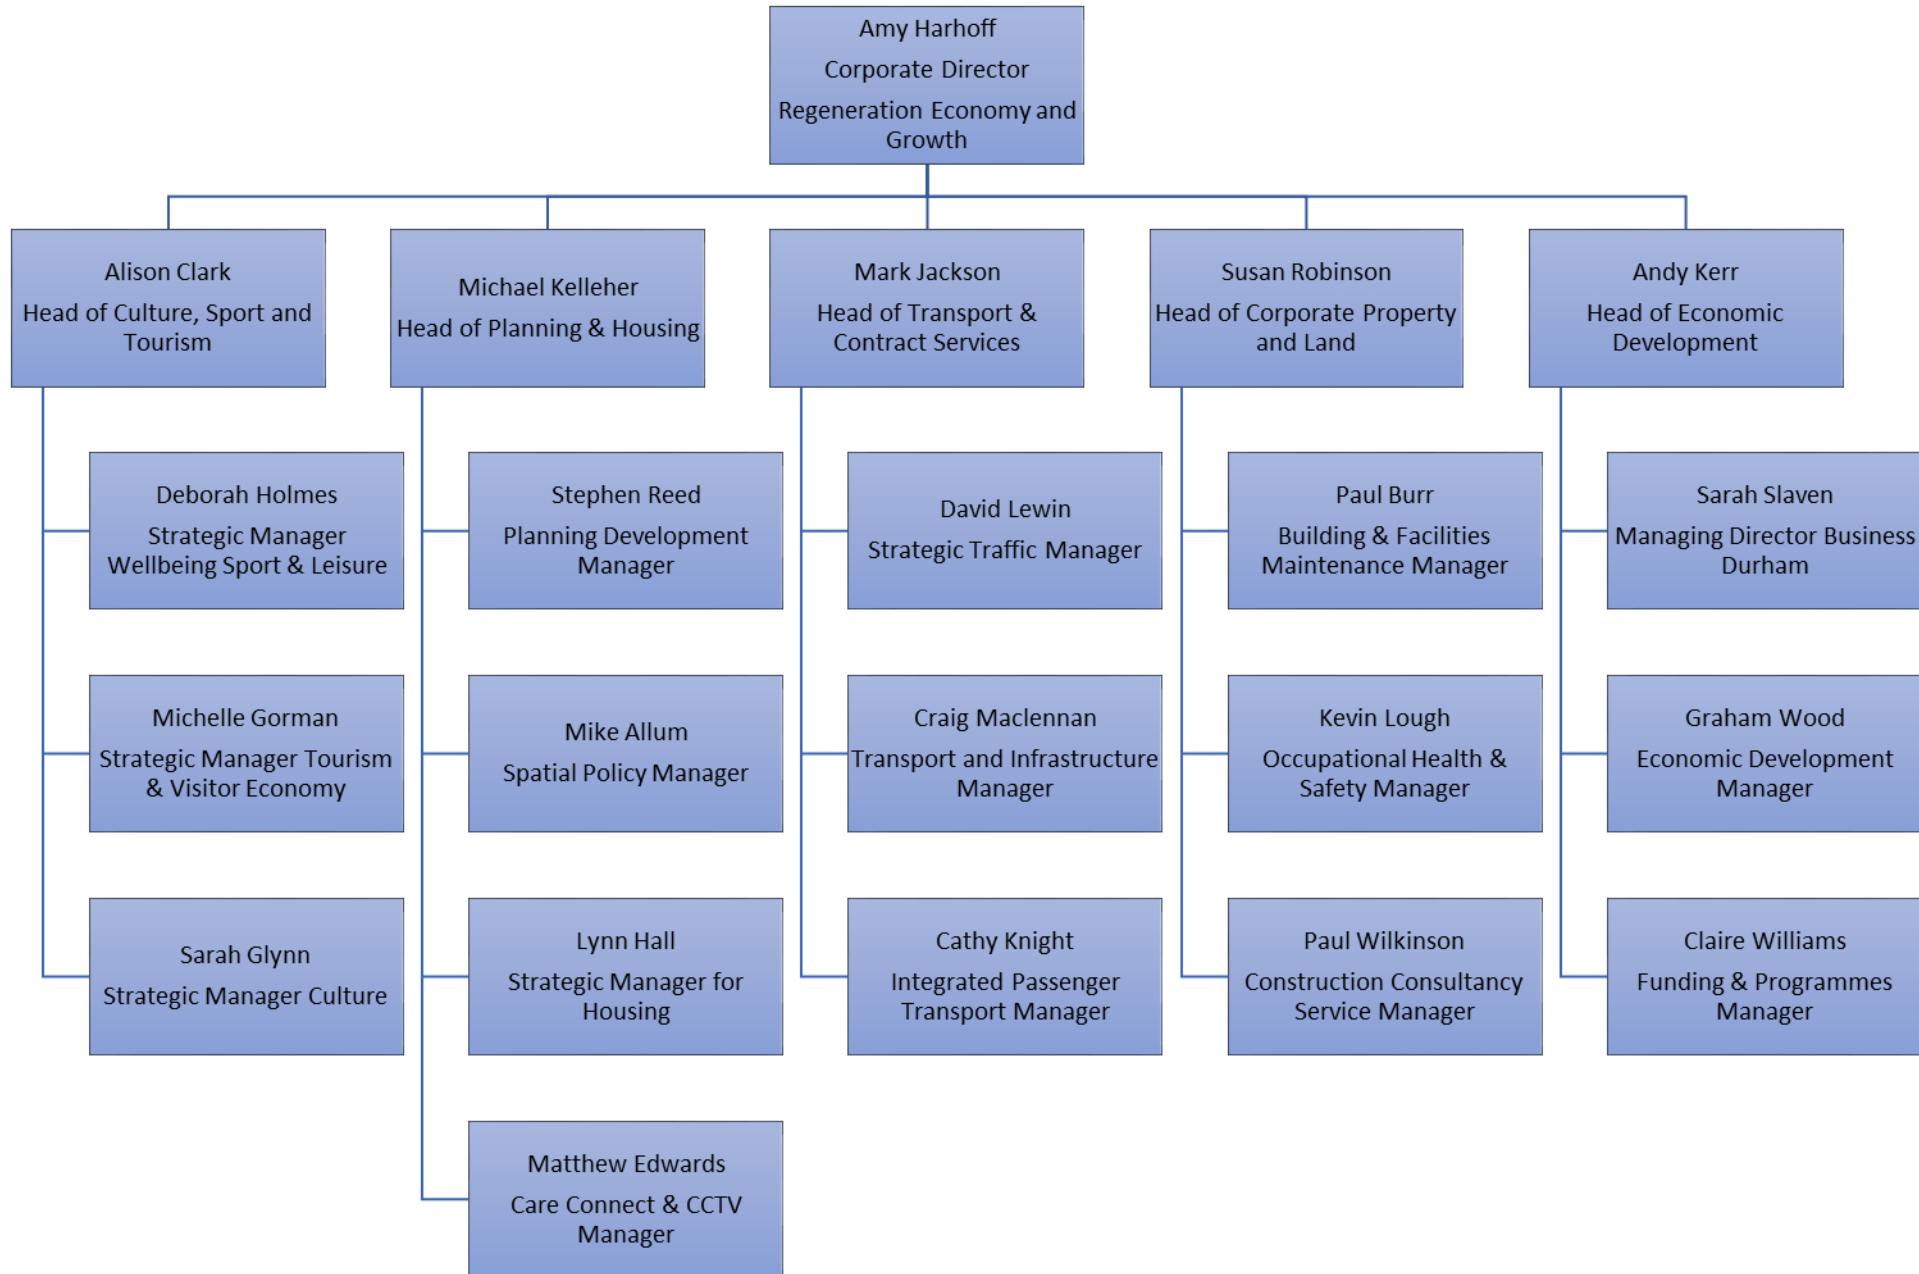 Amy Harhoff
Corporate Director
Regeneration Economy and
Growth
Alison Clark
Head of Culture, Sport and
Tourism
Michael Kelleher
Head of Planning & Housing
Mark Jackson
Head of Transport &
Contract Services
Susan Robinson
Head of Corporate Property
and Land
Andy Kerr
Head of Economic
Development
Deborah Holmes
Strategic Manager
Wellbeing Sport & Leisure
Stephen Reed
Planning Development
Manager
David Lewin
Strategic Traffic Manager
Paul Burr
Building & Facilities
Maintenance Manager
Sarah Slaven
Managing Director Business
Durham
Michelle Gorman
Strategic Manager Tourism
& Visitor Economy
Mike Allum
Spatial Policy Manager
Craig Maclennan
Transport and Infrastructure
Manager
Kevin Lough
Occupational Health &
Safety Manager
Graham Wood
Economic Development
Manager
Sarah Glynn
Strategic Manager Culture
Lynn Hall
Strategic Manager for
Housing
Cathy Knight
Integrated Passenger
Transport Manager
Paul Wilkinson
Construction Consultancy
Service Manager
Claire Williams
Funding & Programmes
Manager
Matthew Edwards
Care Connect & CCTV
Manager